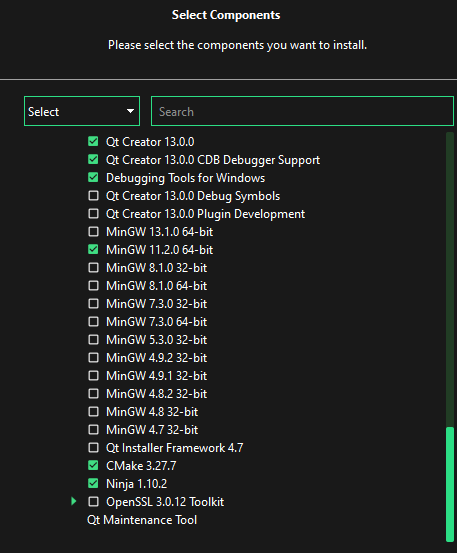 Select Components
Please select the components you want to install.
Select
Search
Qt Creator 13.0.0
Qt Creator 13.0.0 CDB Debugger Support
Debugging Tools for Windows
Qt Creator 13.0.0 Debug Symbols
Qt Creator 13.0.0 Plugin Development
MinGW 13.1.0 64-bit
MinGW 11.2.0 64-bit
MinGW 8.1.0 32-bit
MinGW 8.1.0 64-bit
MinGW 7.3.0 32-bit
MinGW 7.3.0 64-bit
MinGW 5.3.0 32-bit
MinGW 4.9.2 32-bit
MinGW 4.9.1 32-bit
MinGW 4.8.2 32-bit
MinGW 4.8 32-bit
MinGW 4.7 32-bit
Qt Installer Framework 4.7
CMake 3.27.7
Ninja 1.10.2
OpenSSL 3.0.12 Toolkit
Qt Maintenance Tool